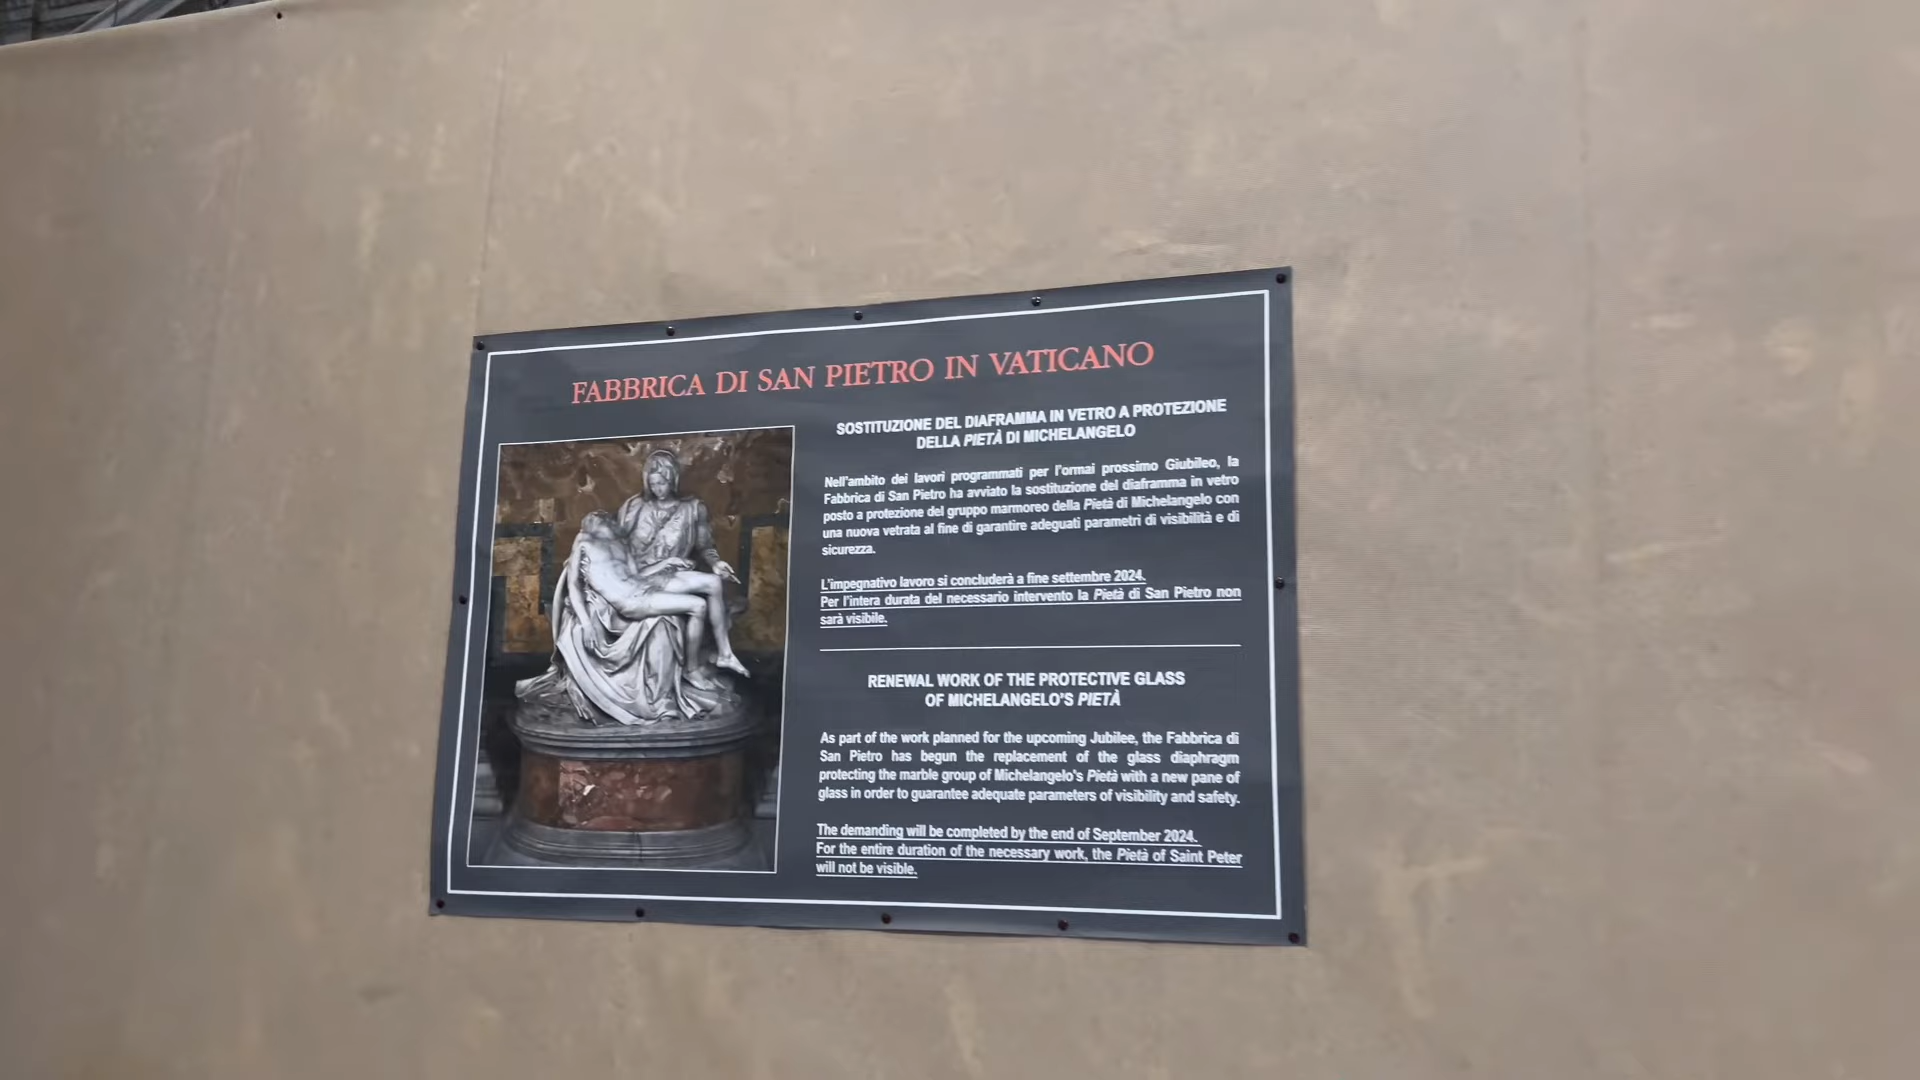 FABBRICA DI SAN PIETRO IN VATICANO
SOSTITUZIONE DEL DIAFRAMMA IN VETRO A PROTEZIONE
DELLA PIETÀ DI MICHELANGELO
Nell'ambito dei lavori programmati per l'ormai prossimo Giubileo, la
Fabbrica di San Pietro ha avviato la sostituzione del diaframma in vetro
posto a protezione del gruppo marmoreo della Pietà di Michelangelo con
una nuova vetrata al fine di garantire adeguati parametri di visibilità e di
sicurezza.
L'impegnativo lavoro si concluderà a fine settembre 2024.
Per l'intera durata del necessario intervento la Pietà di San Pietro non
sarà visibile.
RENEWAL WORK OF THE PROTECTIVE GLASS
OF MICHELANGELO'S PIETÀ
As part of the work planned for the upcoming Jubilee, the Fabbrica di
San Pietro has begun the replacement of the glass diaphragm
protecting the marble group of Michelangelo's Pietà with a new pane of
glass in order to guarantee adequate parameters of visibility and safety.
The demanding will be completed by the end of September 2024.
For the entire duration of the necessary work, the Pietà of Saint Peter
will not be visible.